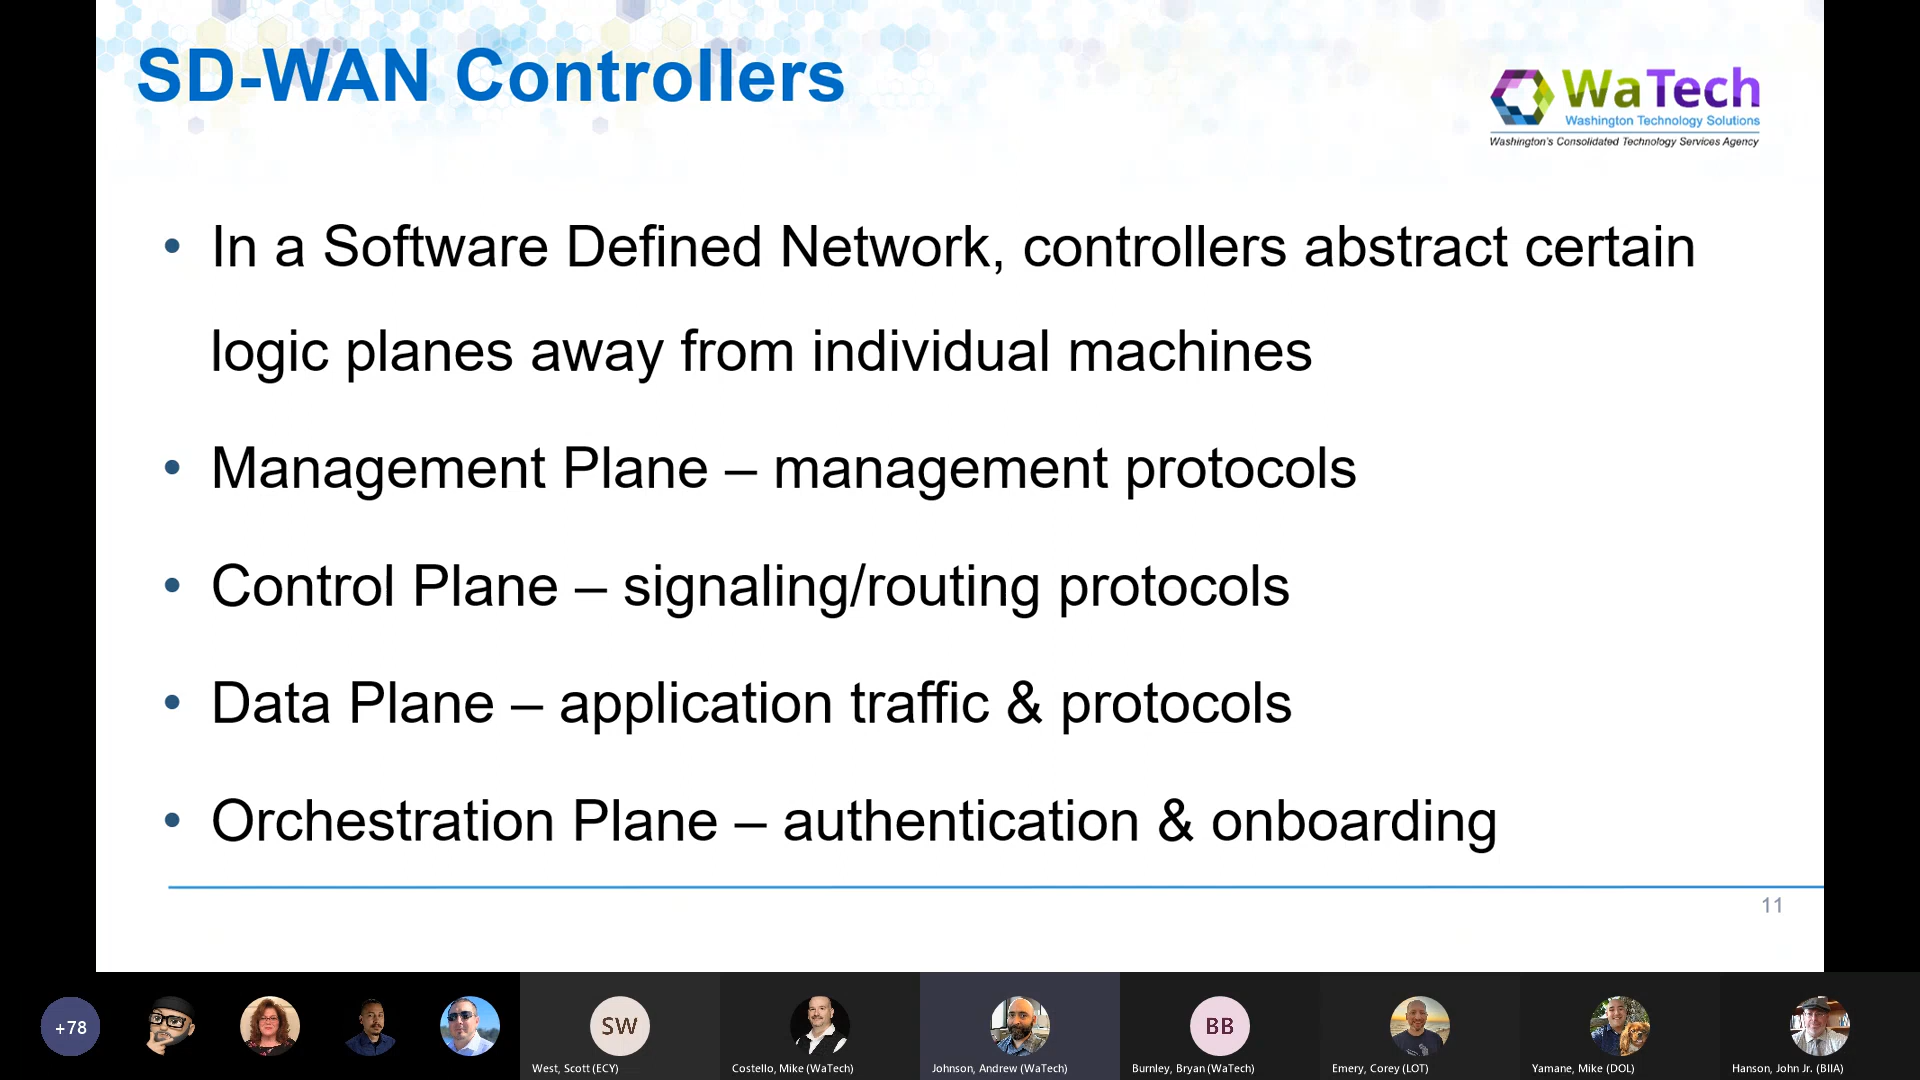 SD-WAN Controllers
WaTech
Washington Technology Solutions
Washington's Consolidated Technology Services Agency
• In a Software Defined Network, controllers abstract certain
logic planes away from individual machines
• Management Plane – management protocols
• Control Plane – signaling/routing protocols
• Data Plane – application traffic & protocols
• Orchestration Plane – authentication & onboarding
11
+78
SW
BB
West, Scott (ECY)
Costello, Mike (WaTech)
Johnson, Andrew (WaTech)
Burnley, Bryan (WaTech)
Emery, Corey (LOT)
Yamane, Mike (DOL)
Hanson, John Jr. (BIIA)